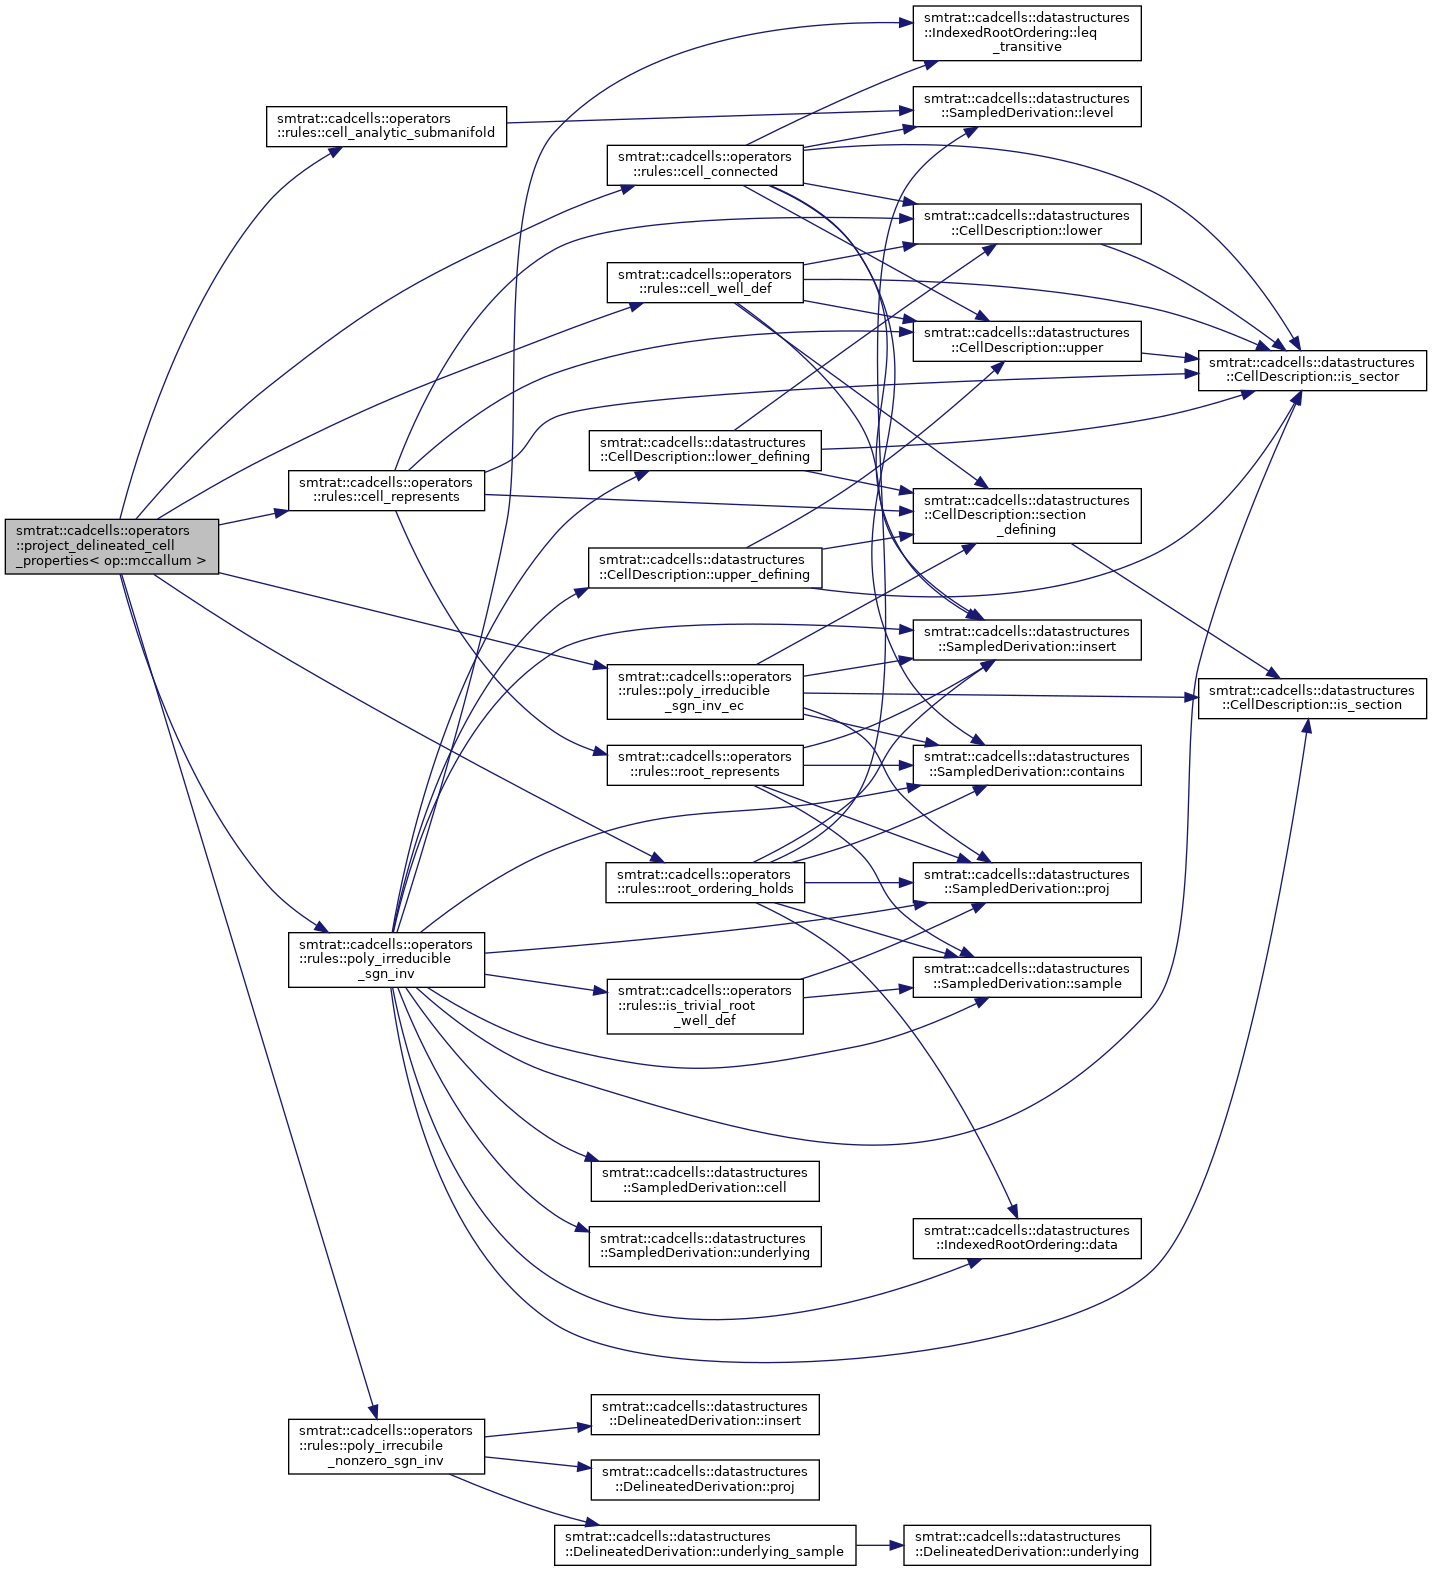 smtrat::cadcells::operators
::project_delineated_cell
_properties< op::mccallum >
smtrat::cadcells::operators
::rules::cell_analytic_submanifold
smtrat::cadcells::operators
::rules::cell_represents
smtrat::cadcells::operators
::rules::poly_irreducible
_sgn_inv
smtrat::cadcells::operators
::rules::poly_irrecubile
_nonzero_sgn_inv
smtrat::cadcells::operators
::rules::cell_connected
smtrat::cadcells::operators
::rules::cell_well_def
smtrat::cadcells::datastructures
::CellDescription::lower_defining
smtrat::cadcells::datastructures
::CellDescription::upper_defining
smtrat::cadcells::operators
::rules::poly_irreducible
_sgn_inv_ec
smtrat::cadcells::operators
::rules::root_represents
smtrat::cadcells::operators
::rules::root_ordering_holds
smtrat::cadcells::operators
::rules::is_trivial_root
_well_def
smtrat::cadcells::datastructures
::SampledDerivation::cell
smtrat::cadcells::datastructures
::SampledDerivation::underlying
smtrat::cadcells::datastructures
::DelineatedDerivation::insert
smtrat::cadcells::datastructures
::DelineatedDerivation::proj
smtrat::cadcells::datastructures
::DelineatedDerivation::underlying_sample
smtrat::cadcells::datastructures
::IndexedRootOrdering::leq
_transitive
smtrat::cadcells::datastructures
::SampledDerivation::level
smtrat::cadcells::datastructures
::CellDescription::lower
smtrat::cadcells::datastructures
::CellDescription::upper
smtrat::cadcells::datastructures
::CellDescription::section
_defining
smtrat::cadcells::datastructures
::SampledDerivation::insert
smtrat::cadcells::datastructures
::SampledDerivation::contains
smtrat::cadcells::datastructures
::SampledDerivation::proj
smtrat::cadcells::datastructures
::SampledDerivation::sample
smtrat::cadcells::datastructures
::IndexedRootOrdering::data
smtrat::cadcells::datastructures
::DelineatedDerivation::underlying
smtrat::cadcells::datastructures
::CellDescription::is_sector
smtrat::cadcells::datastructures
::CellDescription::is_section